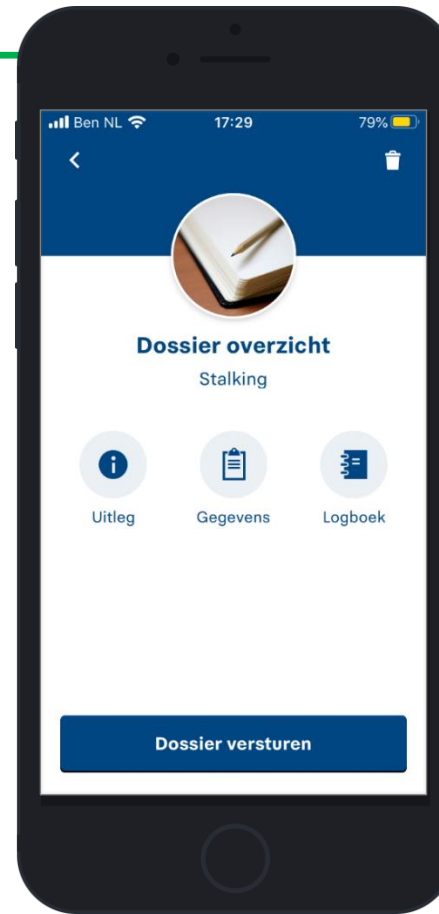 Ben NL 17:29 79%
Dossier overzicht
Stalking
Uitleg Gegevens Logboek
Dossier versturen